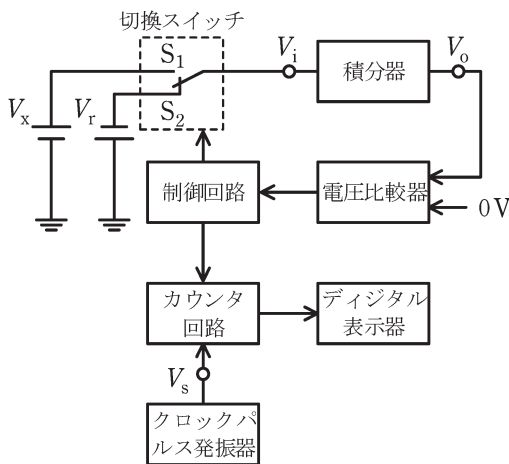 切換スイッチ
S1
S2
Vi
積分器
Vo
Vx
Vr
制御回路
電圧比較器
0V
カウンタ
回路
ディジタル
表示器
Vs
クロックパ
ルス発振器